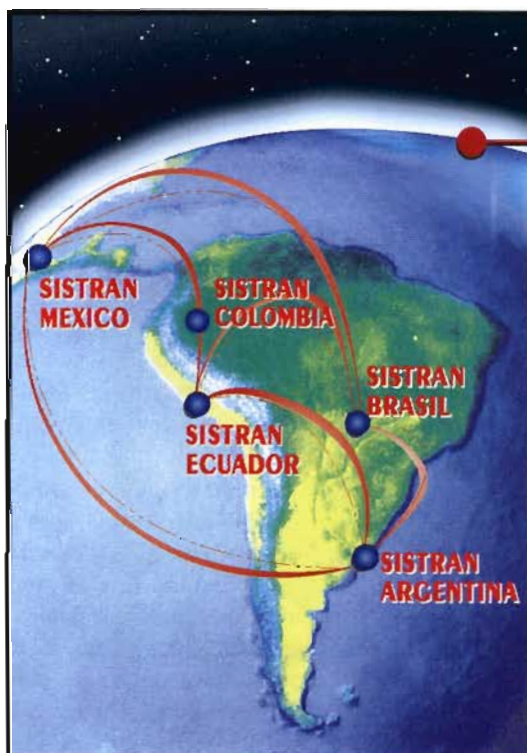 SISTRAN
MEXICO
SISTRAN
COLOMBIA
SISTRAN
BRASIL
SISTRAN
ECUADOR
SISTRAN
ARGENTINA